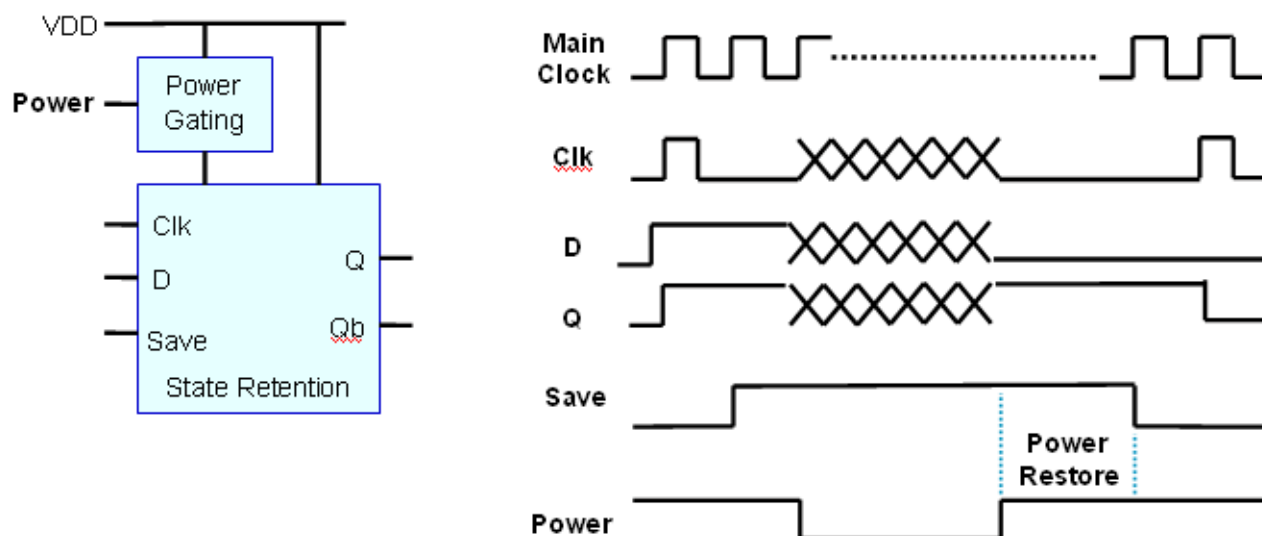 VDD
Power
Power
Gating
Clk
D
Save
Q
Qb
State Retention
Main
Clock
Clk
D
Q
Save
Power
Restore
Power